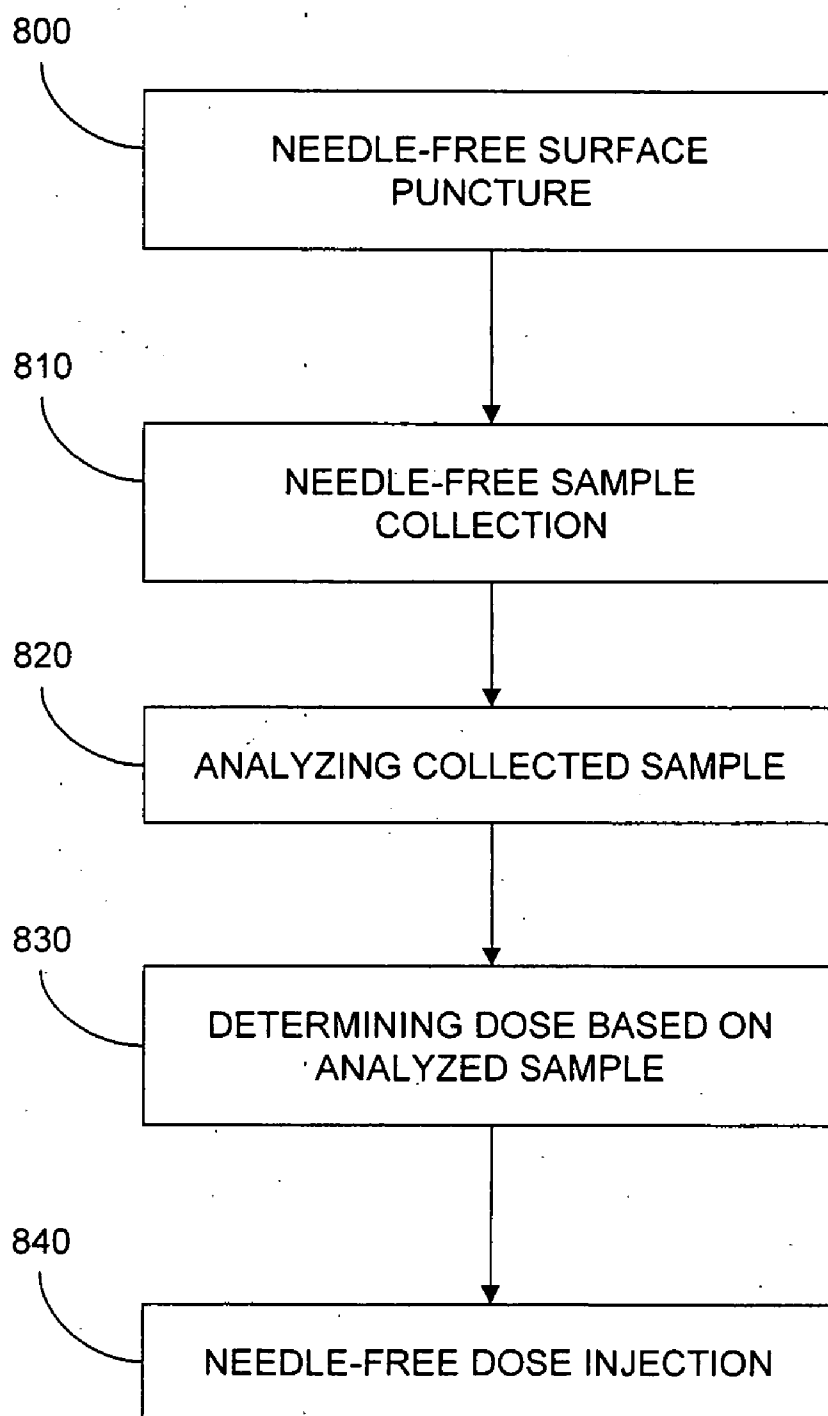 800
NEEDLE-FREE SURFACE
PUNCTURE
810
NEEDLE-FREE SAMPLE
COLLECTION
820
ANALYZING COLLECTED SAMPLE
830
DETERMINING DOSE BASED ON
ANALYZED SAMPLE
840
NEEDLE-FREE DOSE INJECTION